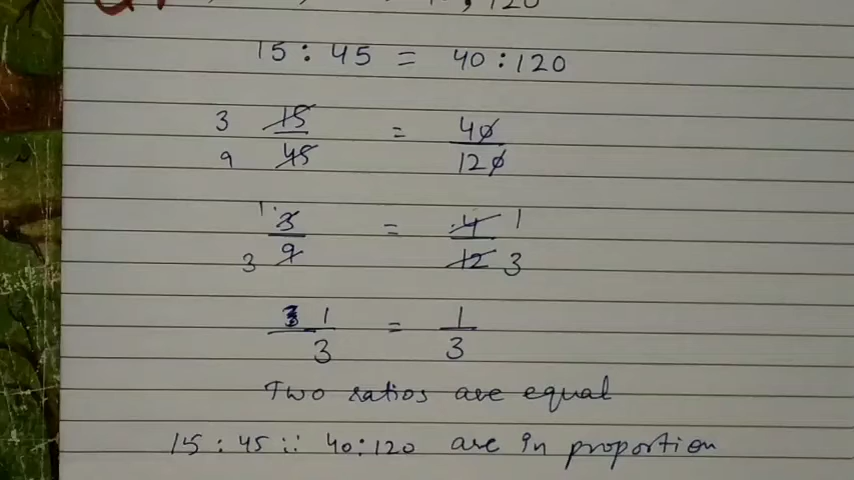 120
15 : 45 = 40 : 120
3 15/45 9 = 40/120
1 3/9 3 = 4/12 1 3
1/3 = 1/3
Two ratios are equal
15 : 45 :: 40 : 120 are in proportion